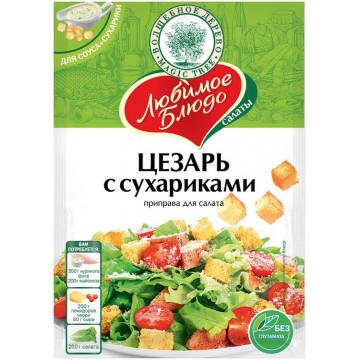 ВОЛШЕБНОЕ ДЕРЕВО
MAGIC TREE
ДЛЯ СОУСА+СУХАРИКИ
Любимое
Блюдо
салаты
ЦЕЗАРЬ
С СУХАРИКАМИ
приправа для салата
ВАМ
ПОТРЕБУЕТСЯ:
200 г куриного
филе
200 г майонеза
200 г
помидоров
черри
50 г сыра
200 г салата
БЕЗ
ГЛУТАМАТА